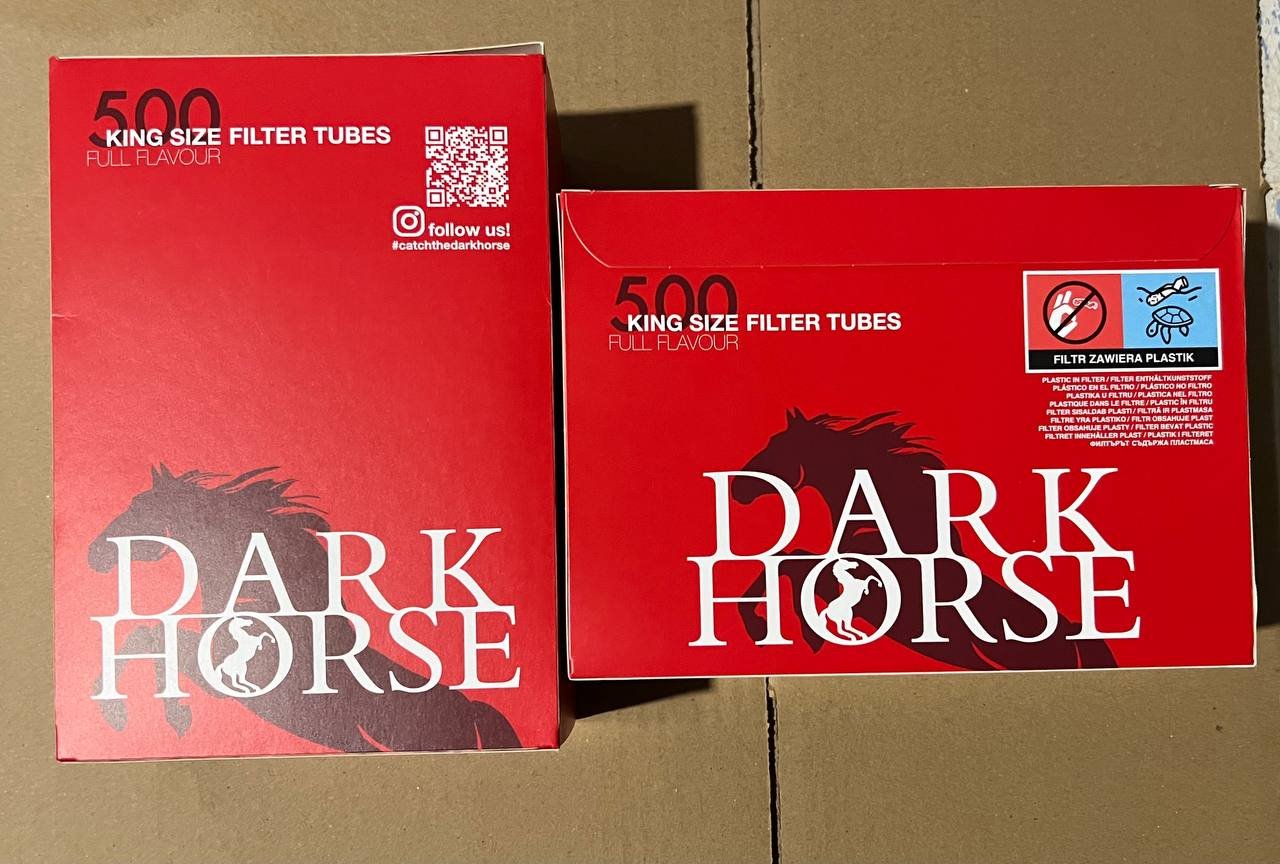 500
KING SIZE FILTER TUBES
FULL FLAVOUR
follow us!
#catchthedarkhorse
DARK
HORSE
500
KING SIZE FILTER TUBES
FULL FLAVOUR
FILTR ZAWIERA PLASTIK
PLASTIC IN FILTER / FILTER ENTHÄLTKUNSTSTOFF
PLÁSTICO EN EL FILTRO / PLÁSTICO NO FILTRO
PLASTIKA U FILTRU / PLASTICA NEL FILTRO
PLASTIQUE DANS LE FILTRE / PLASTIC ÎN FILTRU
FILTER SISALDAB PLASTI / FILTRĀ IR PLASTMASA
FILTRE YRA PLASTIKO / FILTR OBSAHUJE PLAST
FILTER OBSAHUJE PLASTY / FILTER BEVAT PLASTIC
FILTRET INNEHÅLLER PLAST / PLASTIK I FILTERET
ФИЛТЪРЪТ СЪДЪРЖА ПЛАСТМАСА
DARK
HORSE